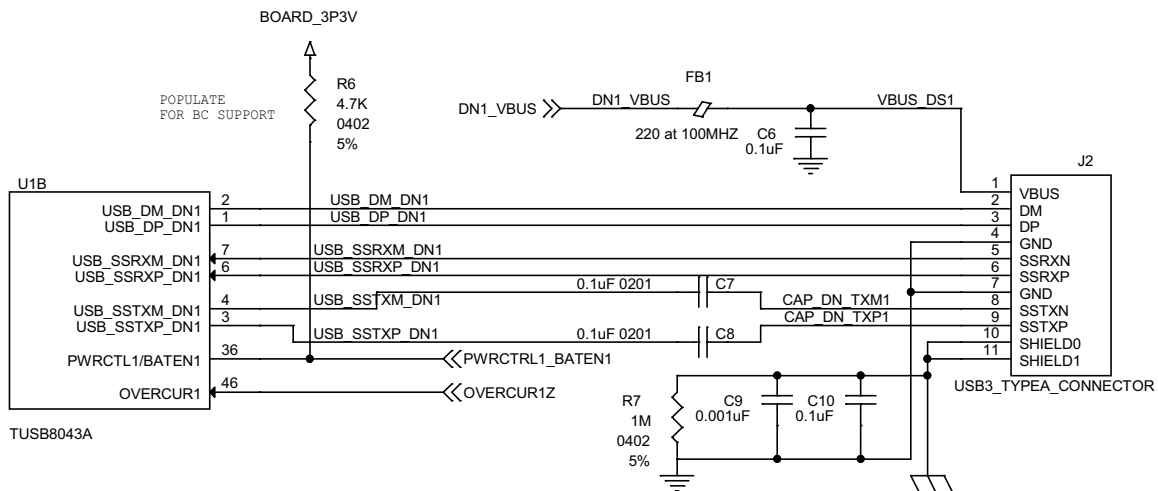 BOARD_3P3V
R6
4.7K
0402
5%
POPULATE
FOR BC SUPPORT
FB1
DN1_VBUS
DN1_VBUS
VBUS_DS1
220 at 100MHZ
C6
0.1uF
J2
U1B
USB_DM_DN1
2
USB_DM_DN1
USB_DP_DN1
1
USB_DP_DN1
USB_SSRXM_DN1
7
USB_SSRXM_DN1
USB_SSRXP_DN1
6
USB_SSRXP_DN1
USB_SSTXM_DN1
4
USB_SSTXM_DN1
0.1uF 0201
C7
CAP_DN_TXM1
USB_SSTXP_DN1
3
USB_SSTXP_DN1
0.1uF 0201
C8
CAP_DN_TXP1
PWRCTL1/BATEN1
36
PWRCTRL1_BATEN1
OVERCUR1
46
OVERCUR1Z
TUSB8043A
1
VBUS
2
DM
3
DP
4
GND
5
SSRXN
6
SSRXP
7
GND
8
SSTXN
9
SSTXP
10
SHIELD0
11
SHIELD1
USB3_TYPEA_CONNECTOR
R7
1M
0402
5%
C9
0.001uF
C10
0.1uF